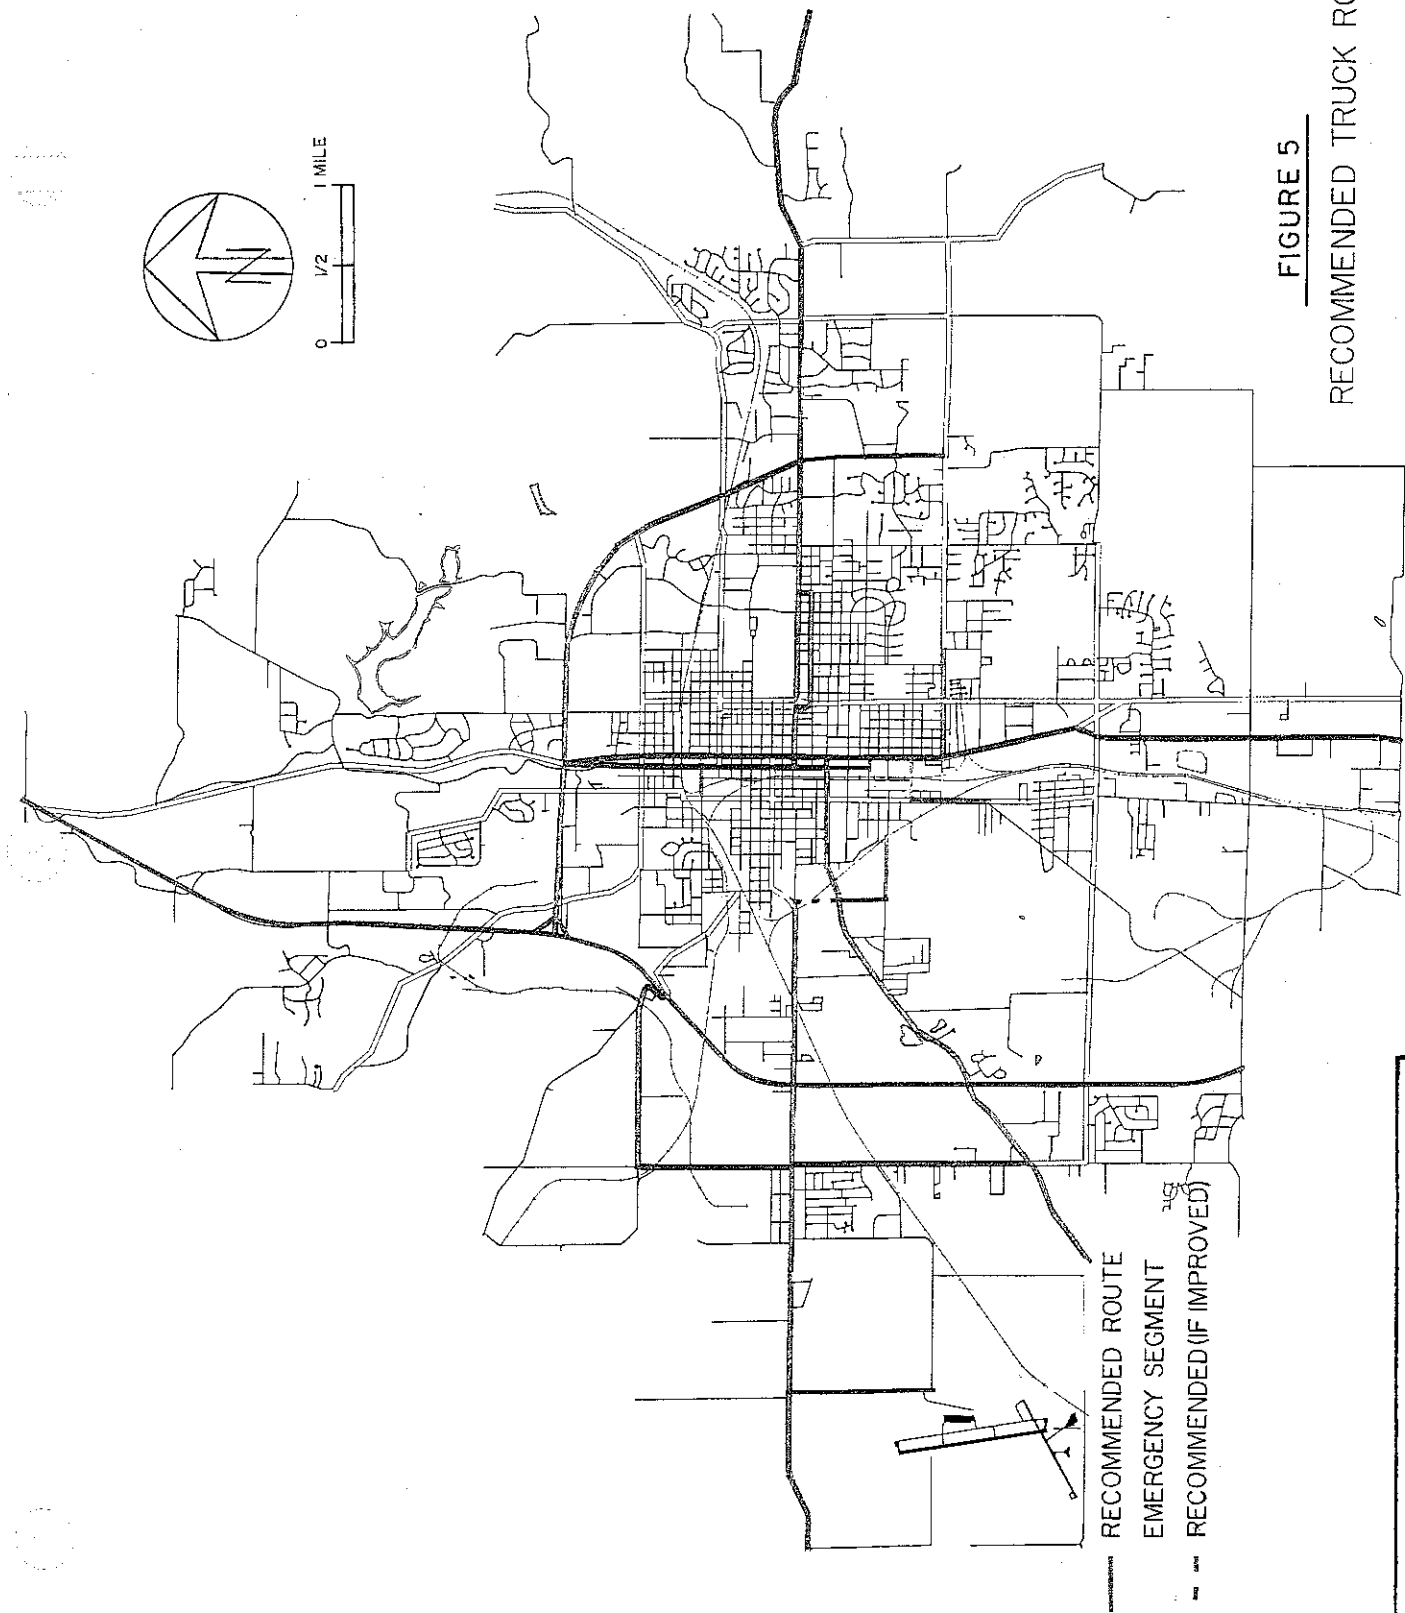 N
0 1/2 1 MILE
FIGURE 5
RECOMMENDED TRUCK RO
RECOMMENDED ROUTE
EMERGENCY SEGMENT
RECOMMENDED(IF IMPROVED)